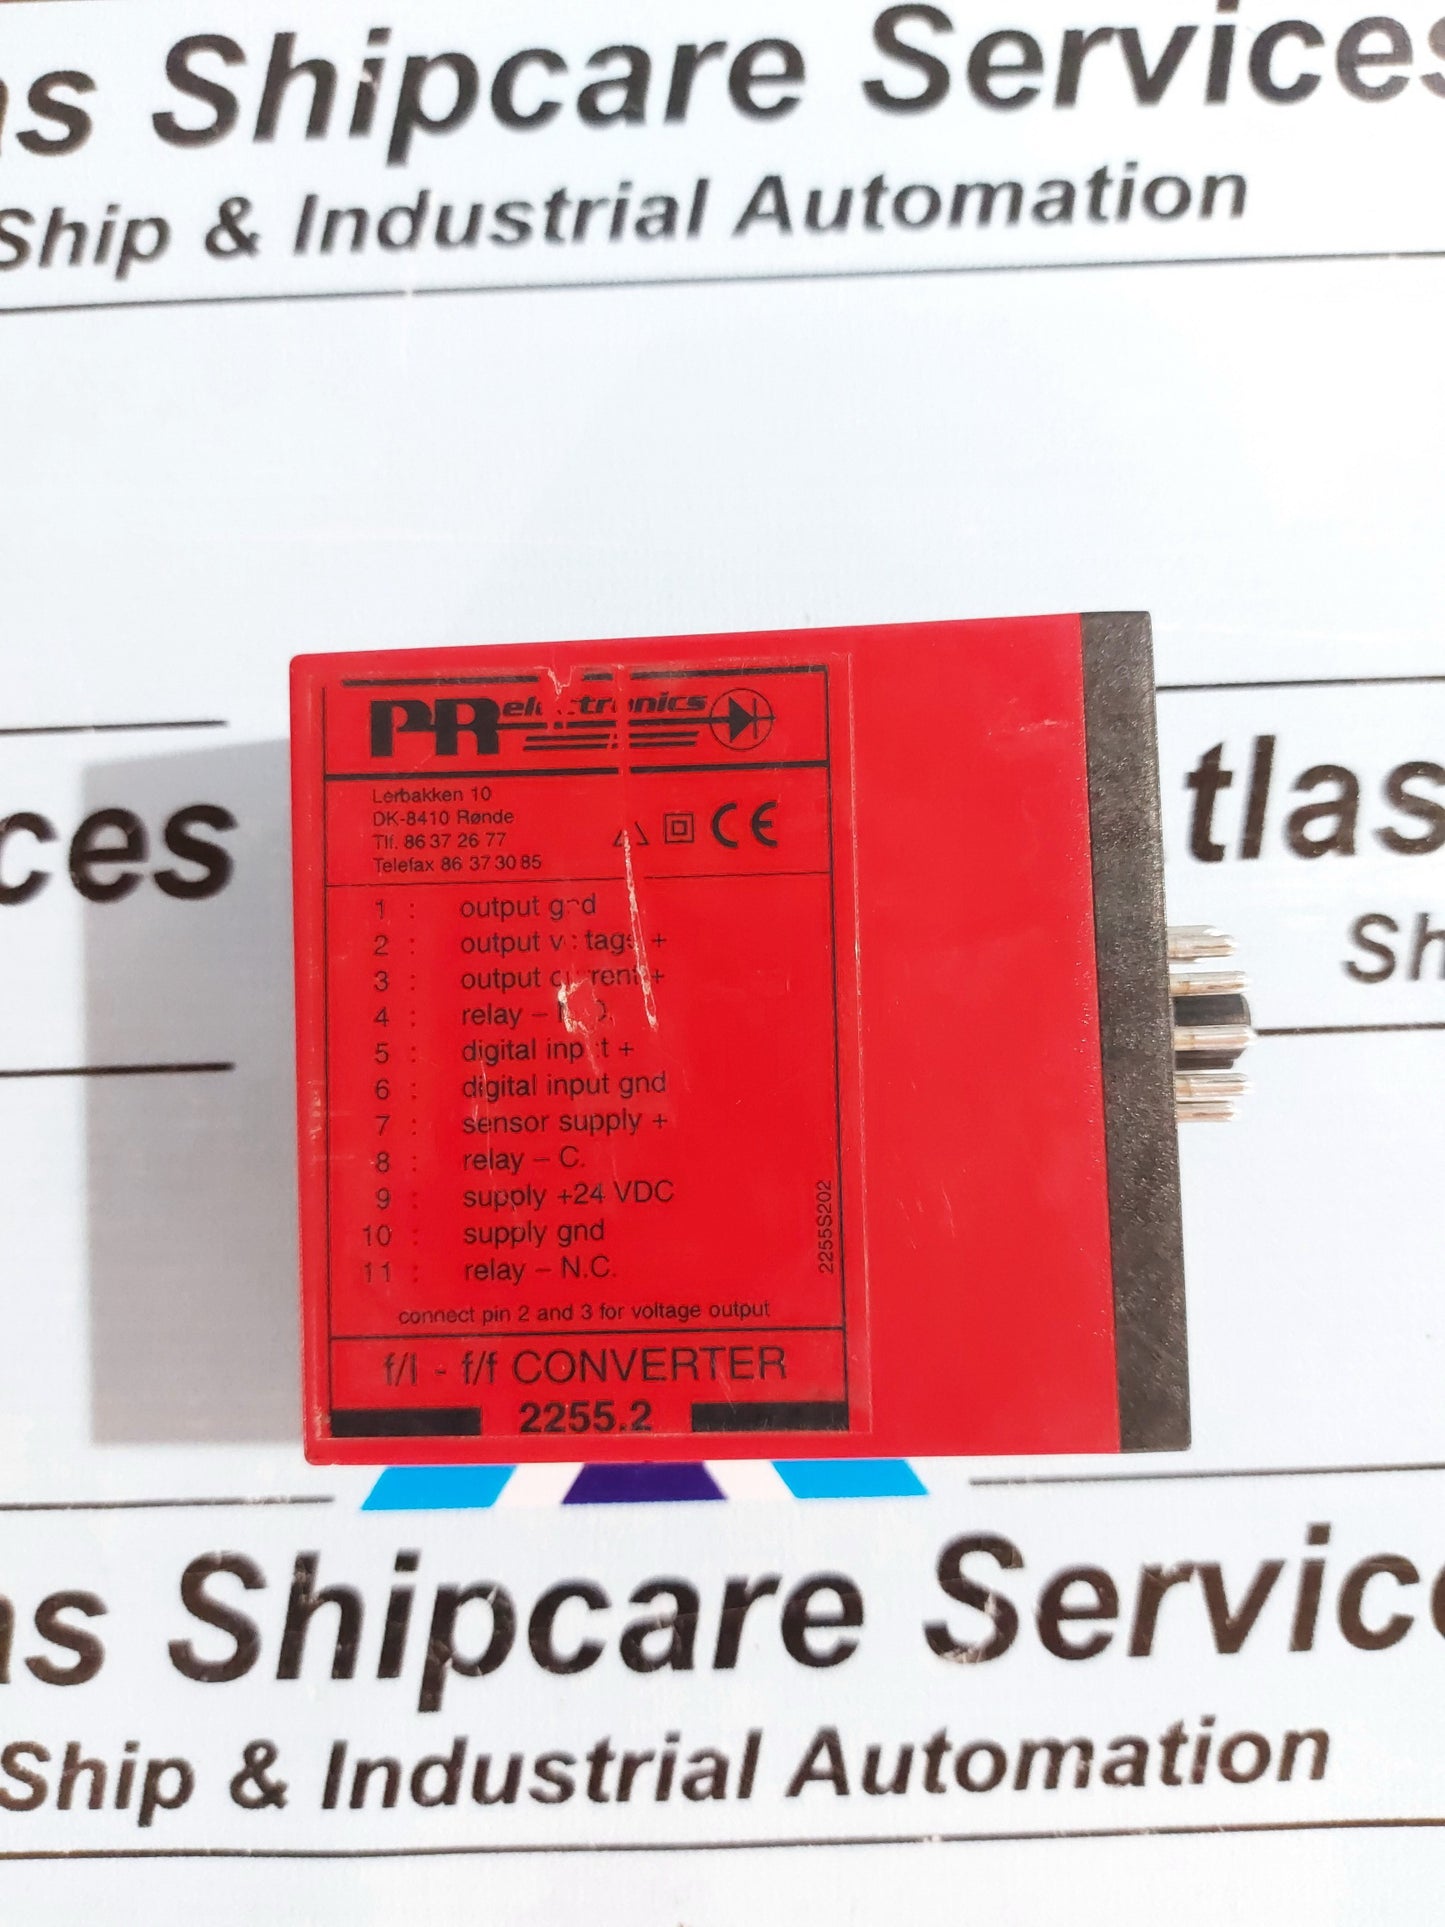 as Shipcare Services
Ship & Industrial Automation
ces
tlas
Sh
PR electronics
Lerbakken 10
DK-8410 Rønde
Tlf. 86 37 26 77
Telefax 86 37 30 85
CE
1 : output gnd
2 : output voltage +
3 : output current +
4 : relay – N.O.
5 : digital input +
6 : digital input gnd
7 : sensor supply +
8 : relay – C.
9 : supply +24 VDC
10 : supply gnd
11 : relay – N.C.
2255S202
connect pin 2 and 3 for voltage output
f/I - f/f CONVERTER
2255.2
as Shipcare Service
Ship & Industrial Automation